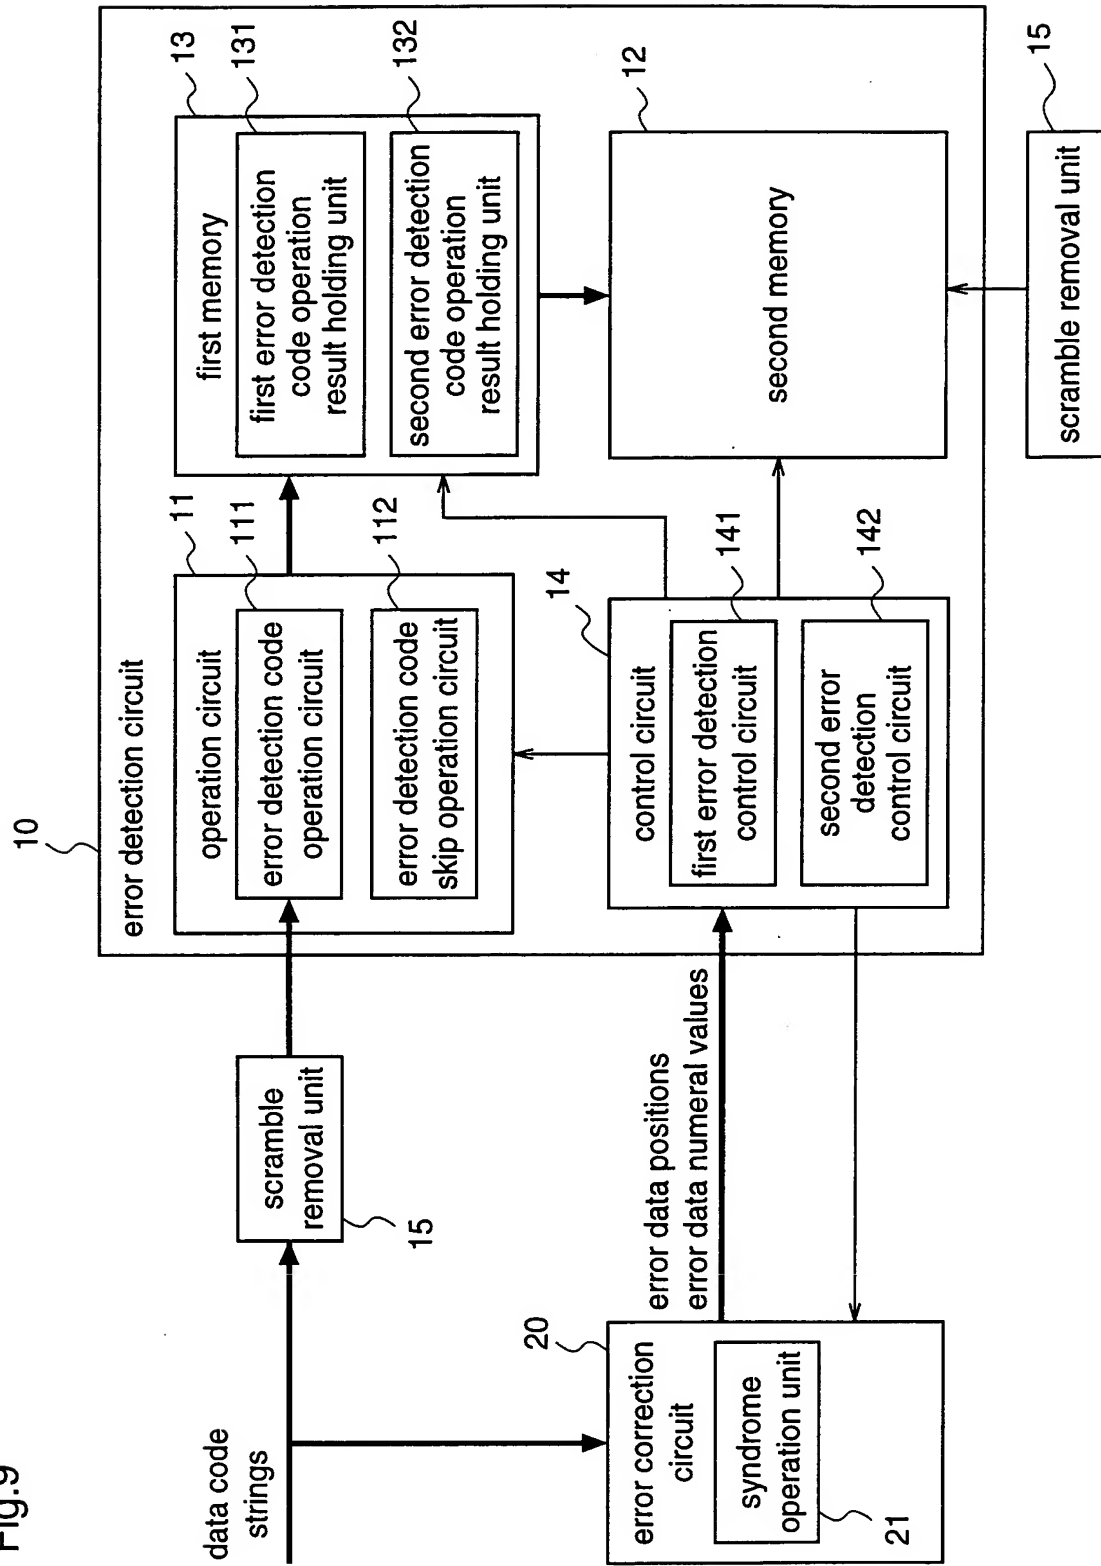 Fig.9
data code
strings
scramble
removal unit
15
error correction
circuit
20
syndrome
operation unit
21
error data positions
error data numeral values
10
error detection circuit
operation circuit
11
error detection code
operation circuit
111
error detection code
skip operation circuit
112
control circuit
14
first error detection
control circuit
141
second error
detection
control circuit
142
first memory
13
first error detection
code operation
result holding unit
131
second error detection
code operation
result holding unit
132
second memory
12
scramble removal unit
15